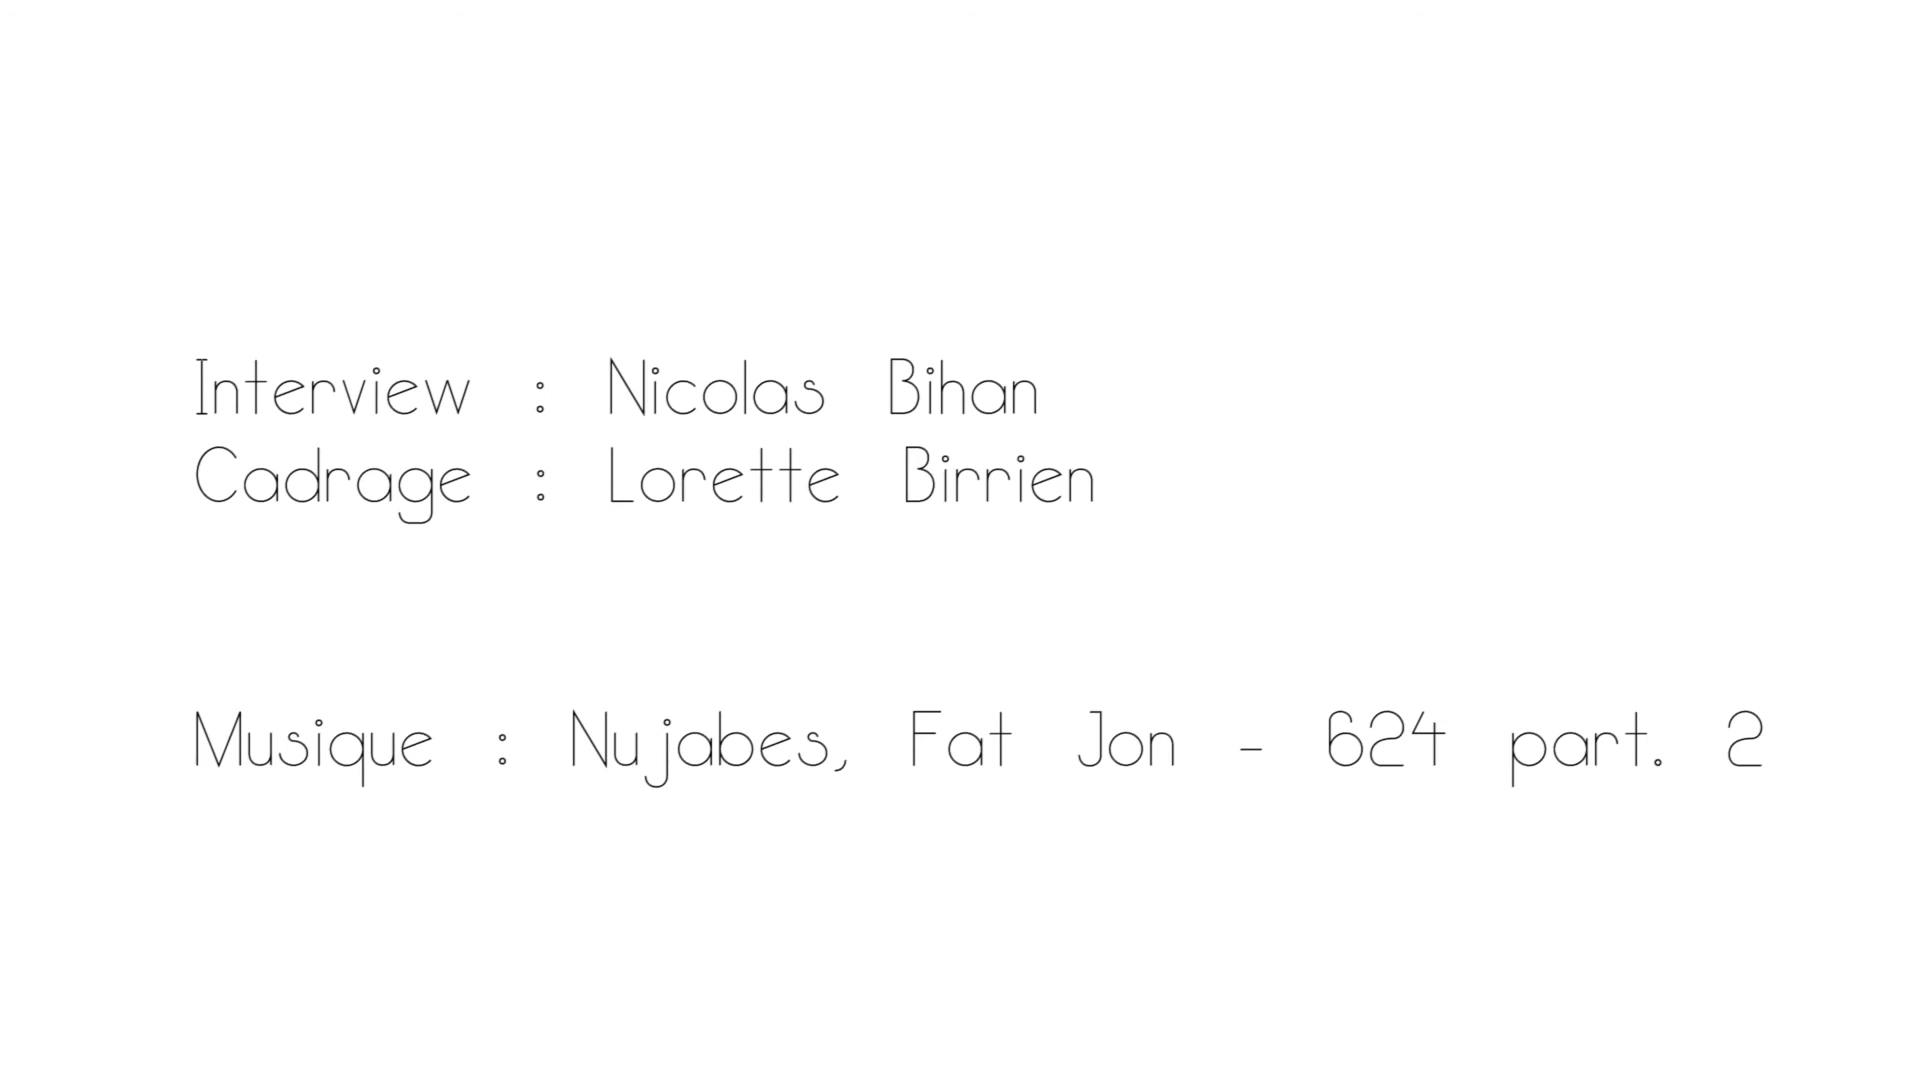 Interview : Nicolas Bihan
Cadrage : Lorette Birrien
Musique : Nujabes, Fat Jon - 624 part. 2